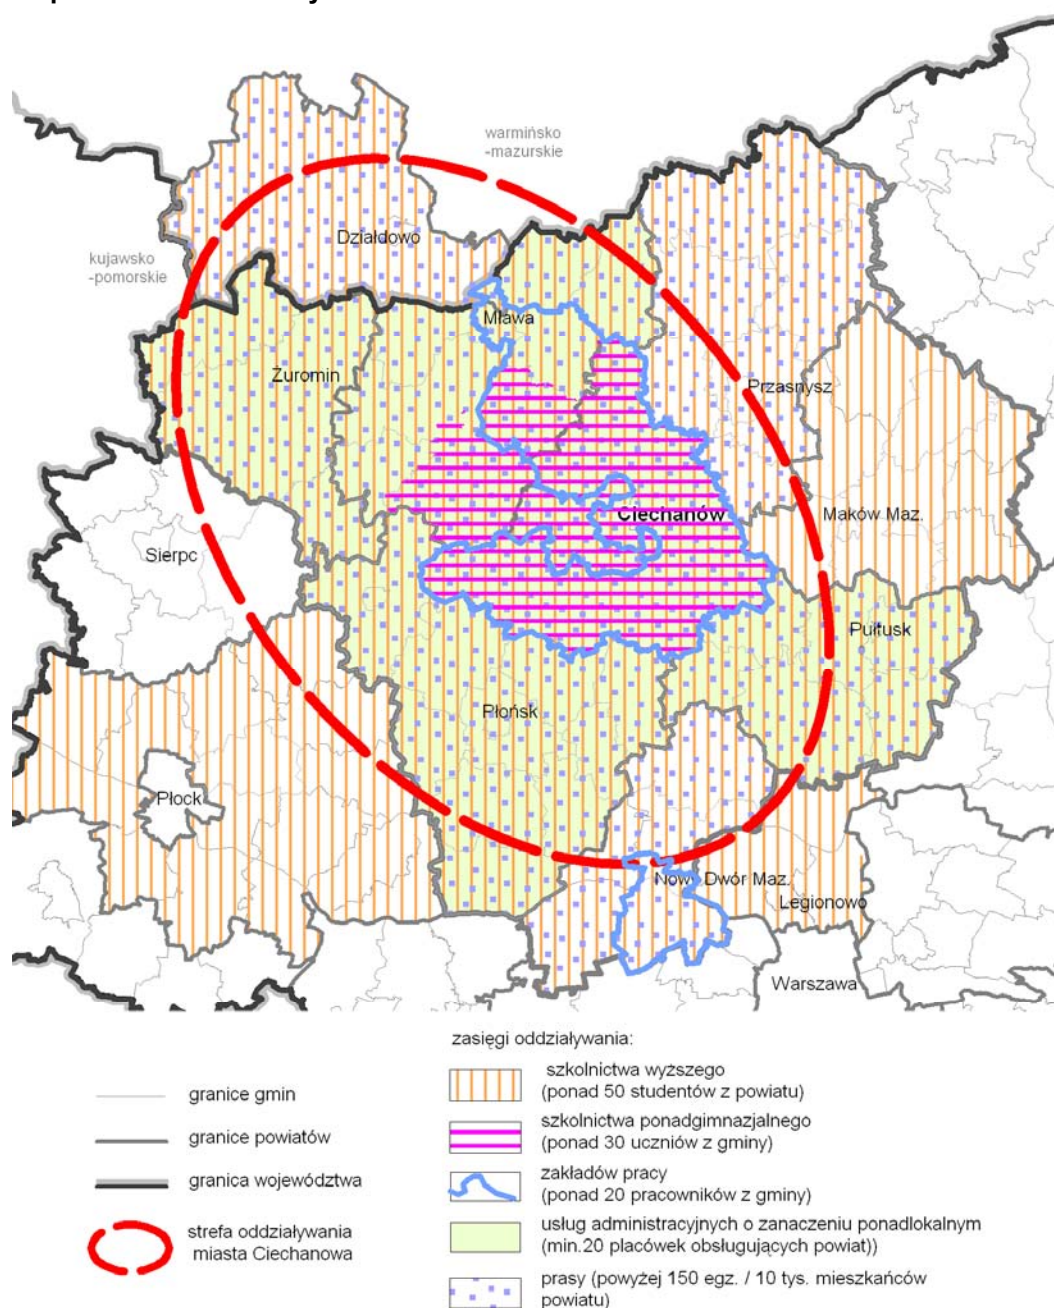 warmińsko
-mazurskie
kujawsko
-pomorskie
Działdowo
Mława
Żuromin
Przasnysz
Ciechanów
Maków Maz.
Sierpc
Pułtusk
Płońsk
Płock
Nowy Dwór Maz.
Legionowo
Warszawa
zasięgi oddziaływania:
granice gmin
granice powiatów
granica województwa
strefa oddziaływania
miasta Ciechanowa
szkolnictwa wyższego
(ponad 50 studentów z powiatu)
szkolnictwa ponadgimnazjalnego
(ponad 30 uczniów z gminy)
zakładów pracy
(ponad 20 pracowników z gminy)
usług administracyjnych o zanaczeniu ponadlokalnym
(min.20 placówek obsługujących powiat))
prasy (powyżej 150 egz. / 10 tys. mieszkańców
powiatu)